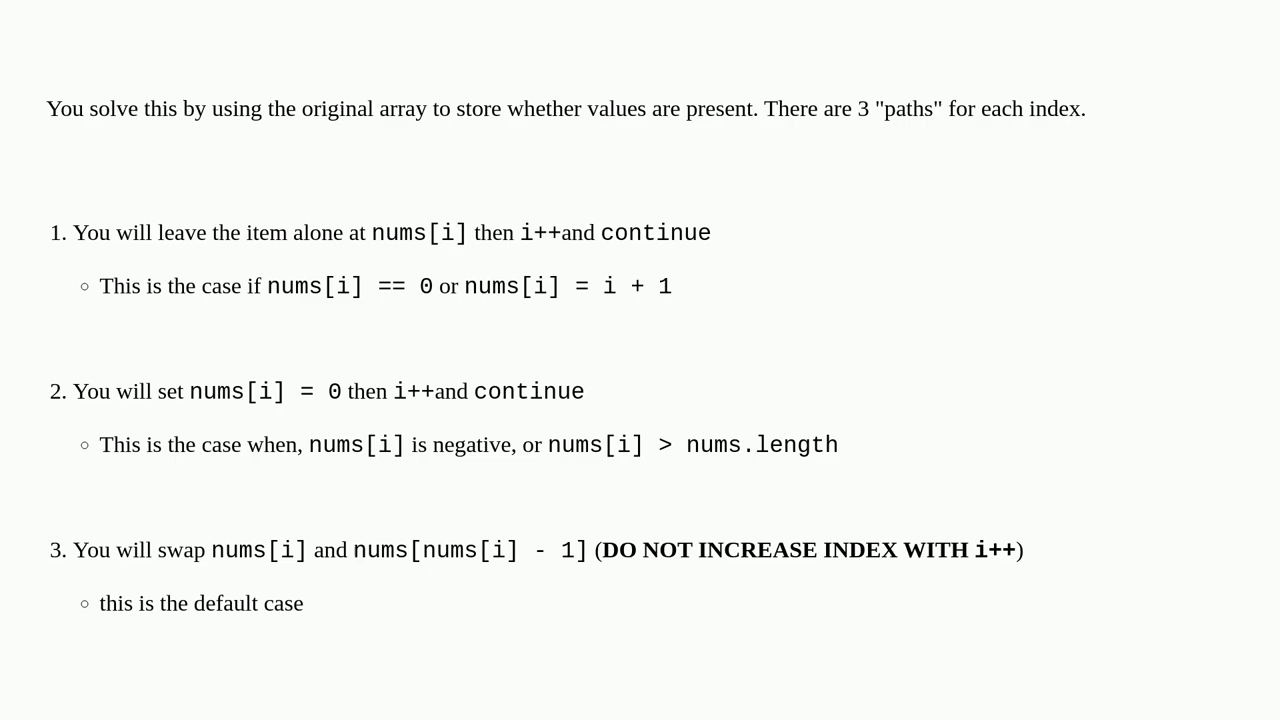 You solve this by using the original array to store whether values are present. There are 3 "paths" for each index.
1. You will leave the item alone at nums[i] then i++and continue
○ This is the case if nums[i] == 0 or nums[i] = i + 1
2. You will set nums[i] = 0 then i++and continue
○ This is the case when, nums[i] is negative, or nums[i] > nums.length
3. You will swap nums[i] and nums[nums[i] - 1] (DO NOT INCREASE INDEX WITH i++)
○ this is the default case